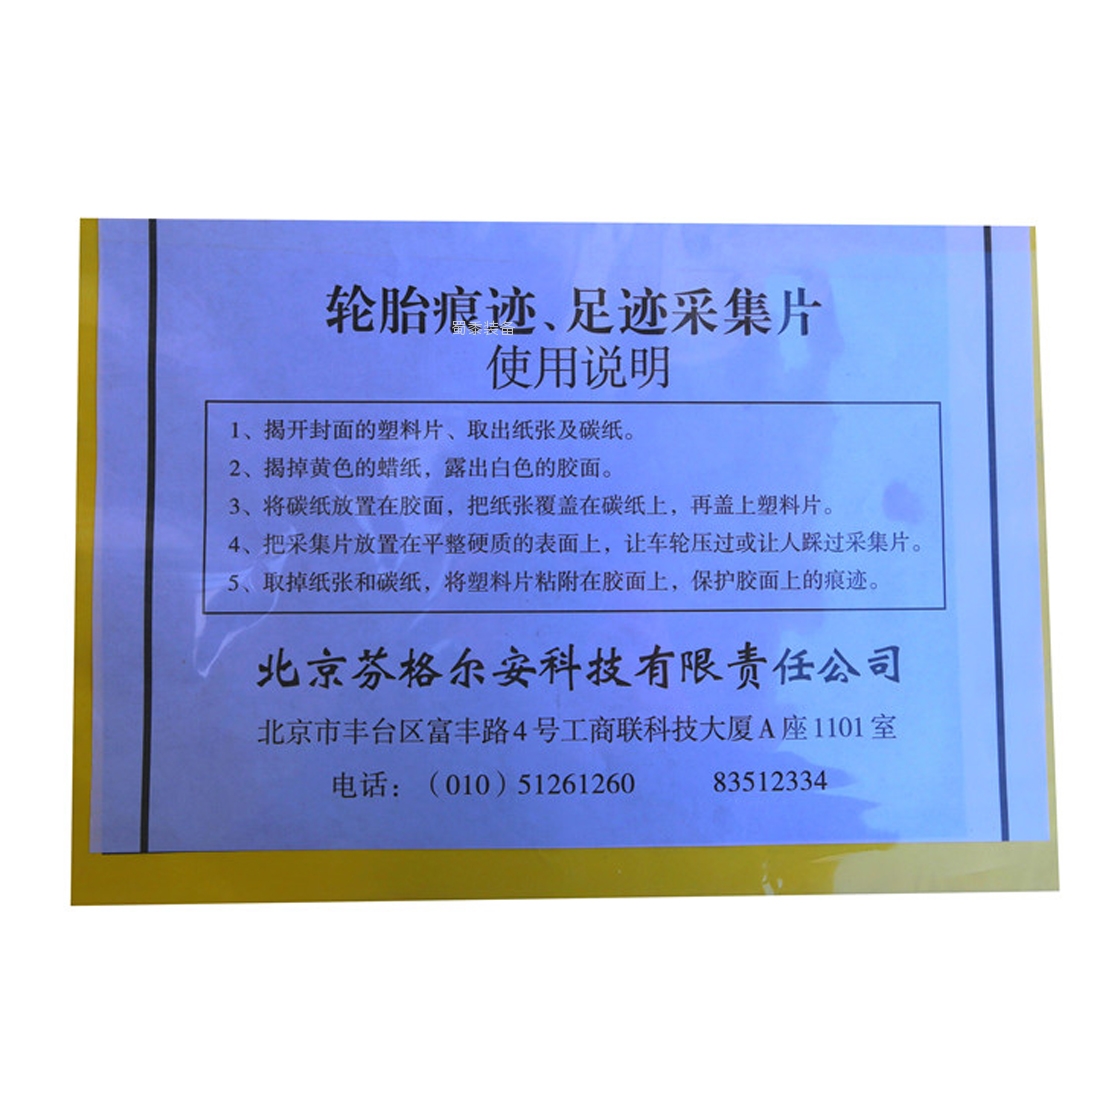 轮胎痕迹、足迹采集片
蜀黍装备
使用说明
1、揭开封面的塑料片、取出纸张及碳纸。
2、揭掉黄色的蜡纸，露出白色的胶面。
3、将碳纸放置在胶面，把纸张覆盖在碳纸上，再盖上塑料片。
4、把采集片放置在平整硬质的表面上，让车轮压过或让人踩过采集片。
5、取掉纸张和碳纸，将塑料片粘附在胶面上，保护胶面上的痕迹。
北京芬格尔安科技有限责任公司
北京市丰台区富丰路4号工商联科技大厦A座1101室
电话：（010）51261260 83512334